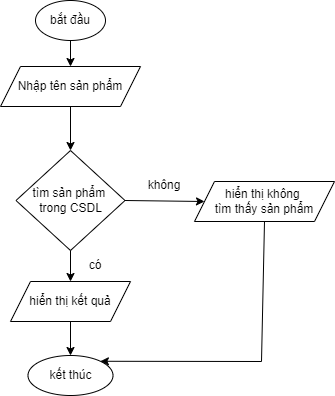 bắt đầu
Nhập tên sản phẩm
tìm sản phẩm
trong CSDL
không
hiển thị không
tìm thấy sản phẩm
có
hiển thị kết quả
kết thúc